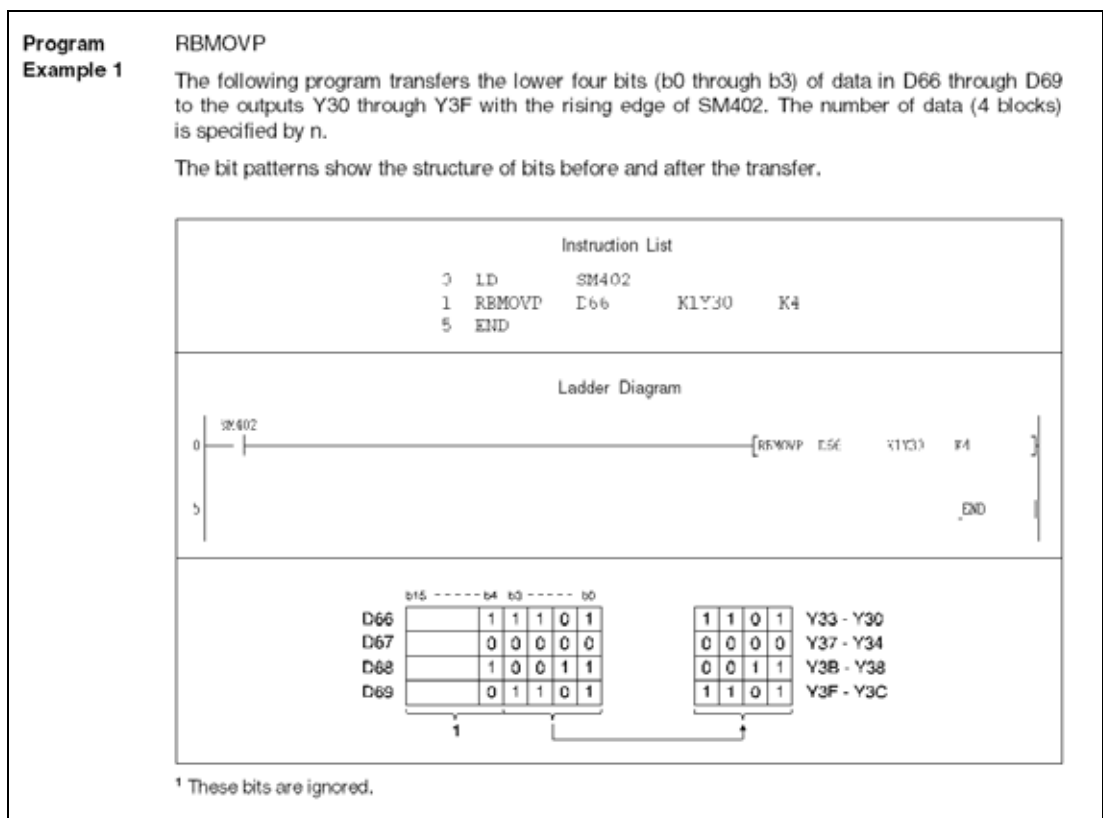 Program Example 1
RBMOVP
The following program transfers the lower four bits (b0 through b3) of data in D66 through D69
to the outputs Y30 through Y3F with the rising edge of SM402. The number of data (4 blocks)
is specified by n.
The bit patterns show the structure of bits before and after the transfer.
Instruction List
0 LD SM402
1 RBMOVP D66 K1Y30 K4
5 END
Ladder Diagram
SM402
0 RBMOVP D66 K1Y30 K4
5 END
b15 ----- b4 b3 ----- b0
D66 1 1 1 0 1 1 1 0 1 Y33 - Y30
D67 0 0 0 0 0 0 0 0 0 Y37 - Y34
D68 1 0 0 1 1 0 0 1 1 Y3B - Y38
D69 0 1 1 0 1 1 1 0 1 Y3F - Y3C
1
1 These bits are ignored.